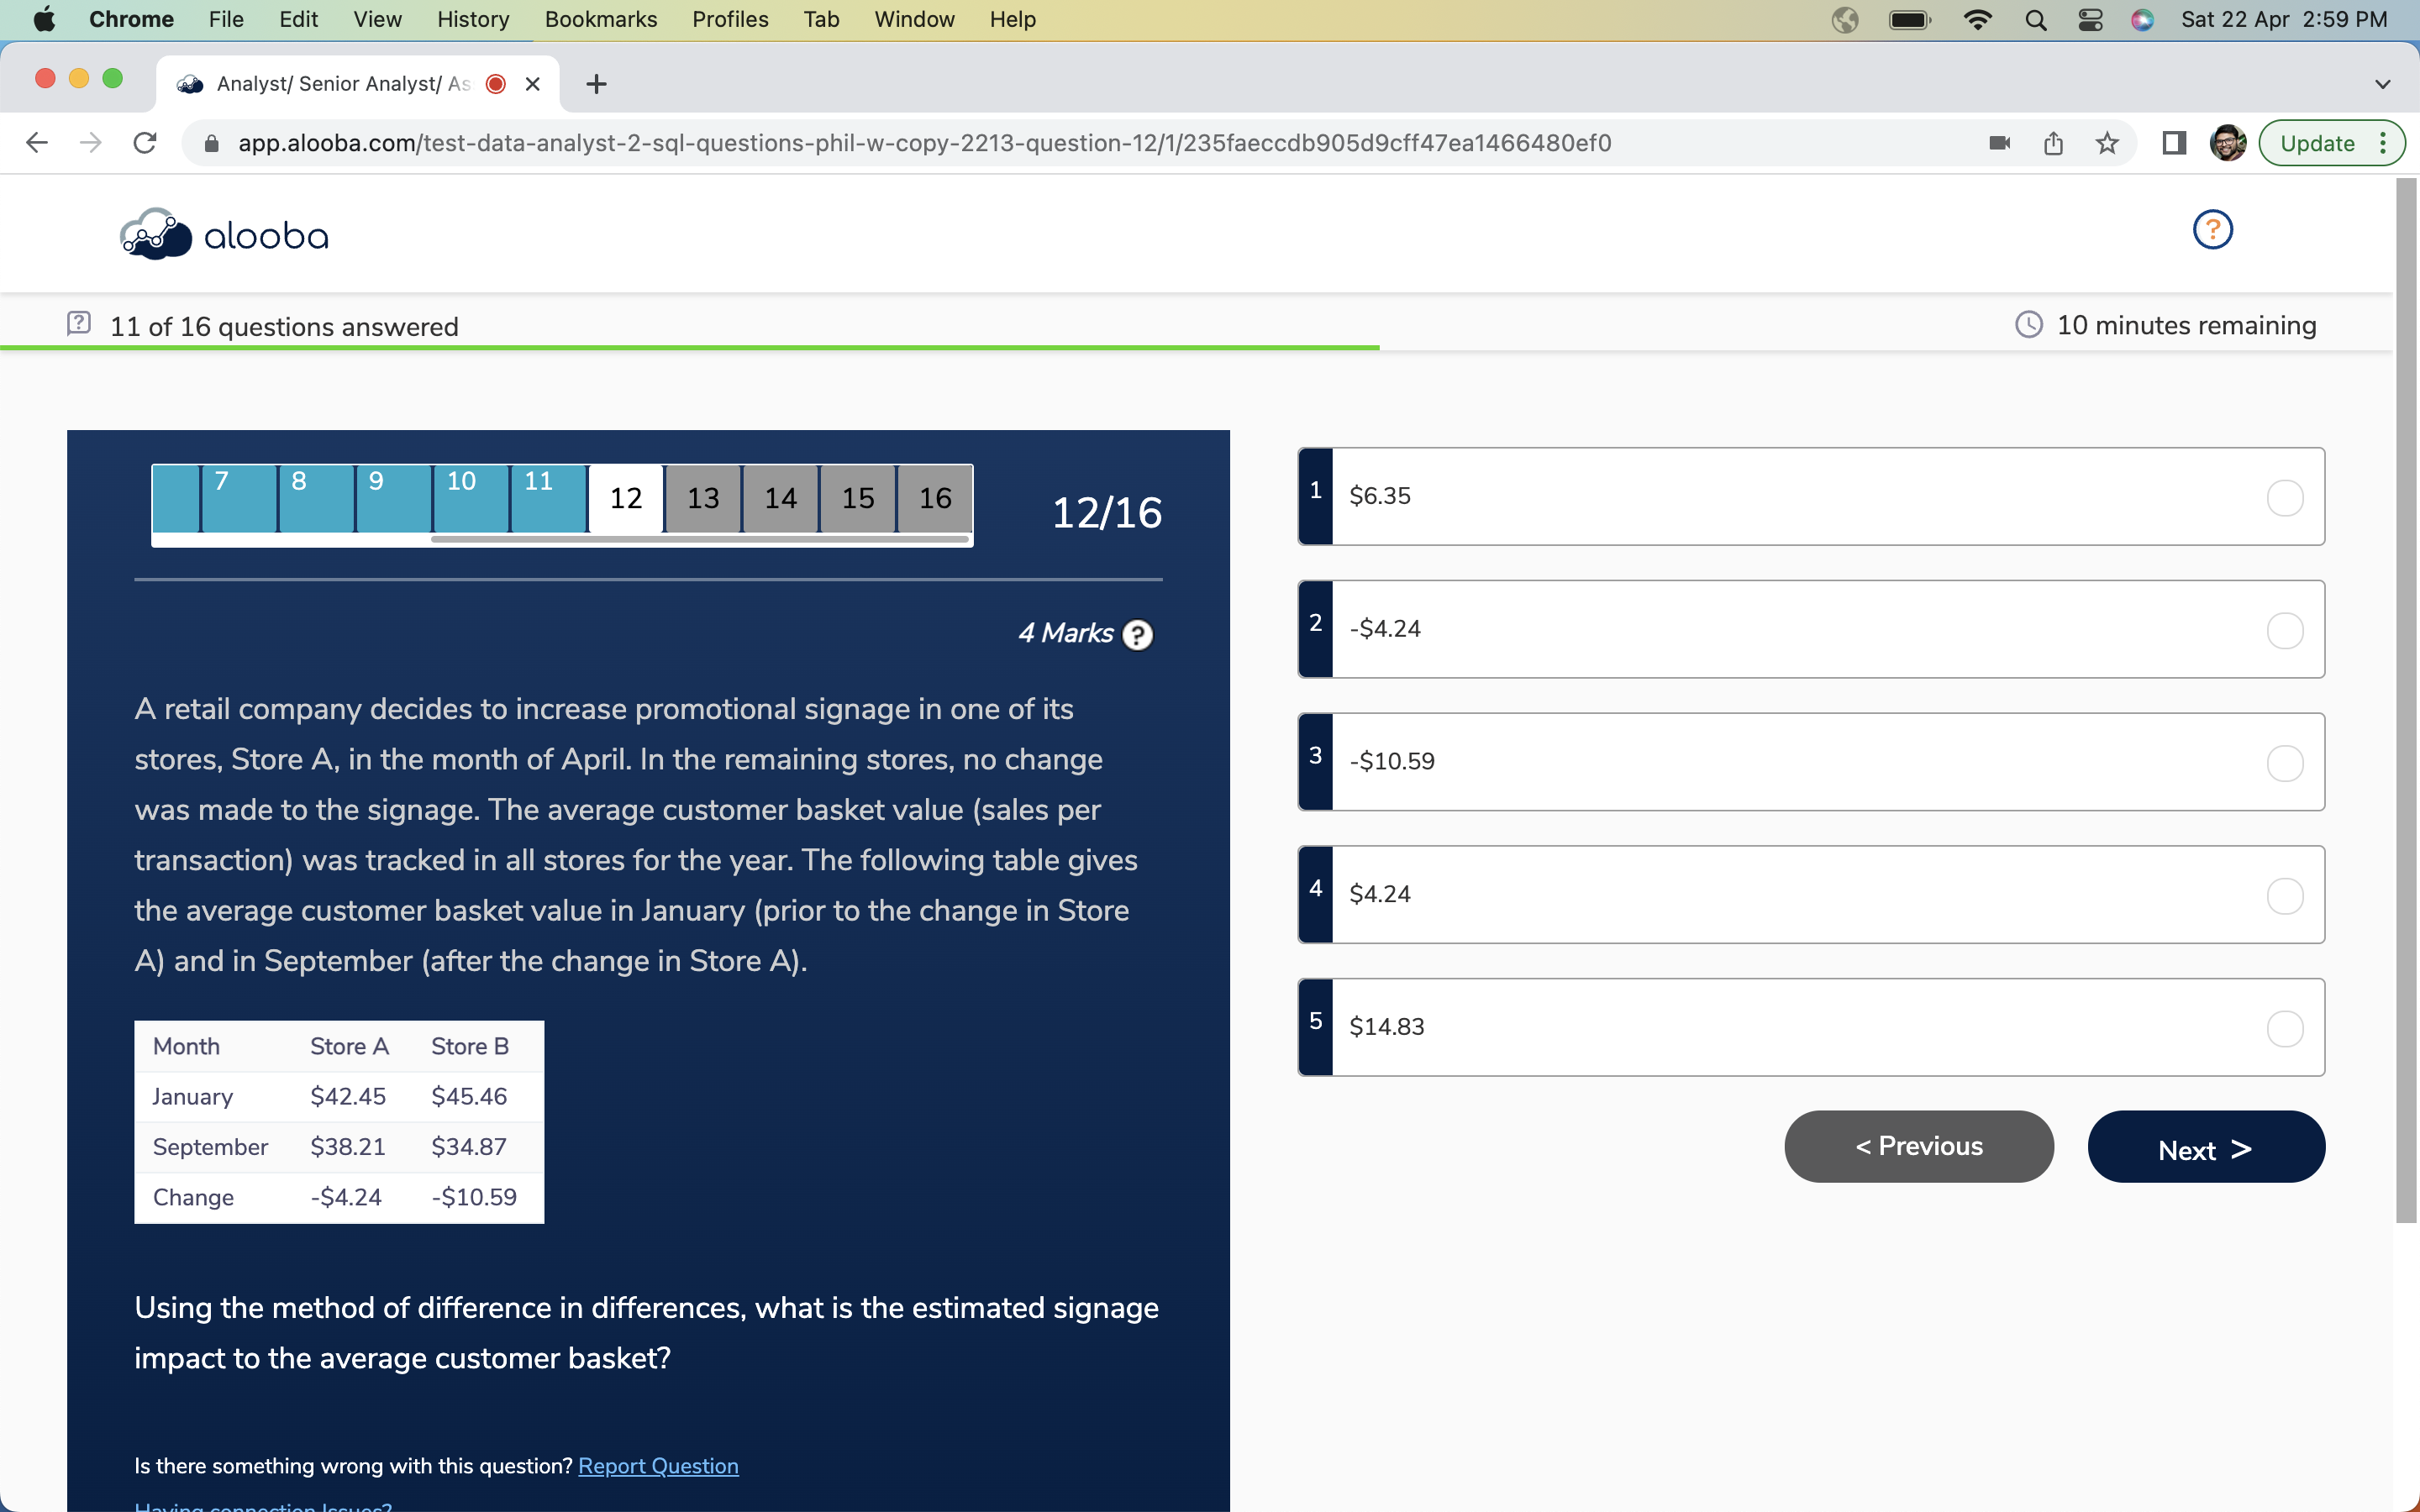 Chrome File Edit View History Bookmarks Profiles Tab Window Help Sat 22 Apr 2:59 PM
Analyst/ Senior Analyst/ As
app.alooba.com/test-data-analyst-2-sql-questions-phil-w-copy-2213-question-12/1/235faeccdb905d9cff47ea1466480ef0 Update
alooba ?
11 of 16 questions answered 10 minutes remaining
7 8 9 10 11 12 13 14 15 16 12/16
4 Marks ?
A retail company decides to increase promotional signage in one of its
stores, Store A, in the month of April. In the remaining stores, no change
was made to the signage. The average customer basket value (sales per
transaction) was tracked in all stores for the year. The following table gives
the average customer basket value in January (prior to the change in Store
A) and in September (after the change in Store A).
Month Store A Store B
January $42.45 $45.46
September $38.21 $34.87
Change -$4.24 -$10.59
Using the method of difference in differences, what is the estimated signage
impact to the average customer basket?
Is there something wrong with this question? Report Question
Having connection Issues?
1 $6.35
2 -$4.24
3 -$10.59
4 $4.24
5 $14.83
< Previous Next >